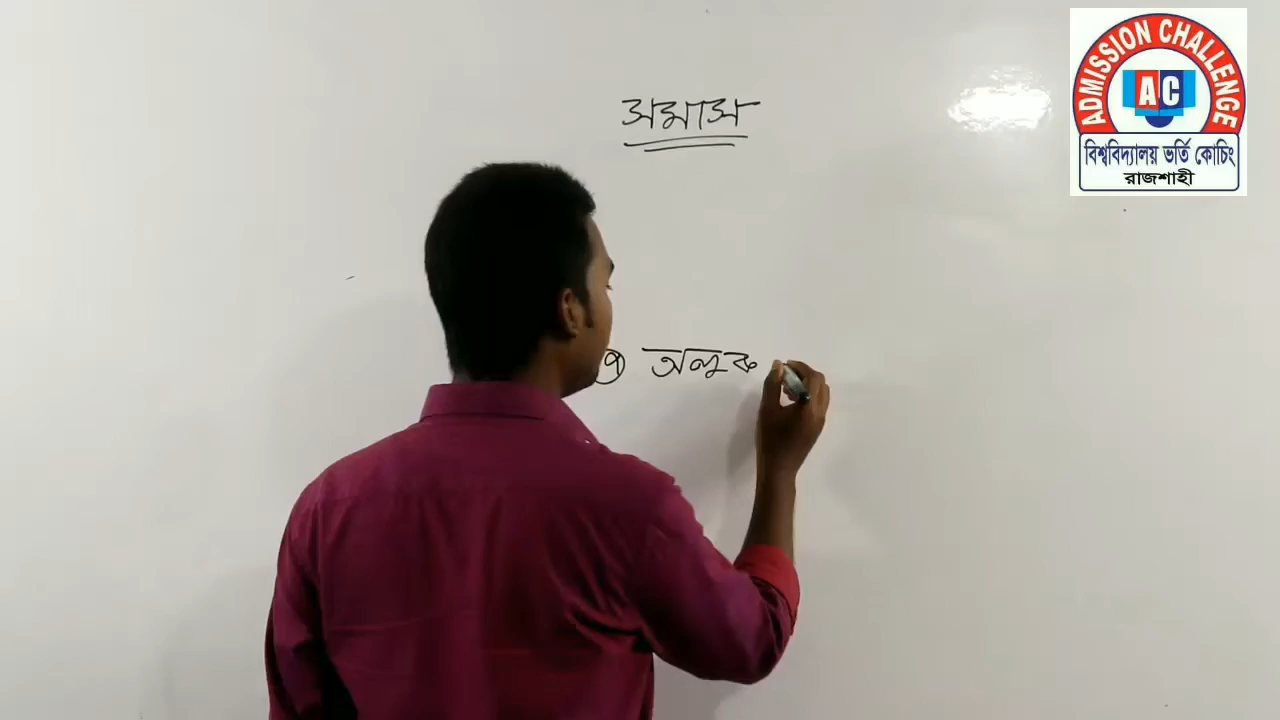 সমাস
অলুক
ADMISSION CHALLENGE
AC
বিশ্ববিদ্যালয় ভর্তি কোচিং
রাজশাহী